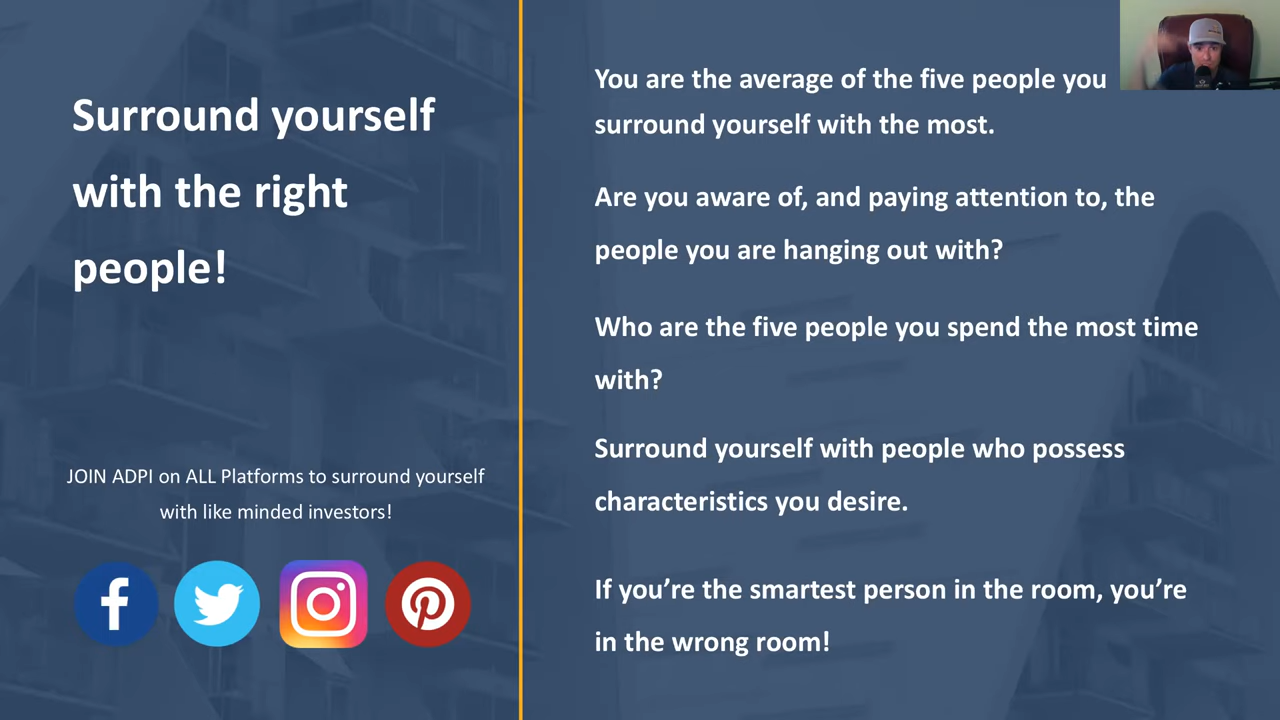 Surround yourself
with the right
people!
JOIN ADPI on ALL Platforms to surround yourself
with like minded investors!
You are the average of the five people you
surround yourself with the most.
Are you aware of, and paying attention to, the
people you are hanging out with?
Who are the five people you spend the most time
with?
Surround yourself with people who possess
characteristics you desire.
If you’re the smartest person in the room, you’re
in the wrong room!